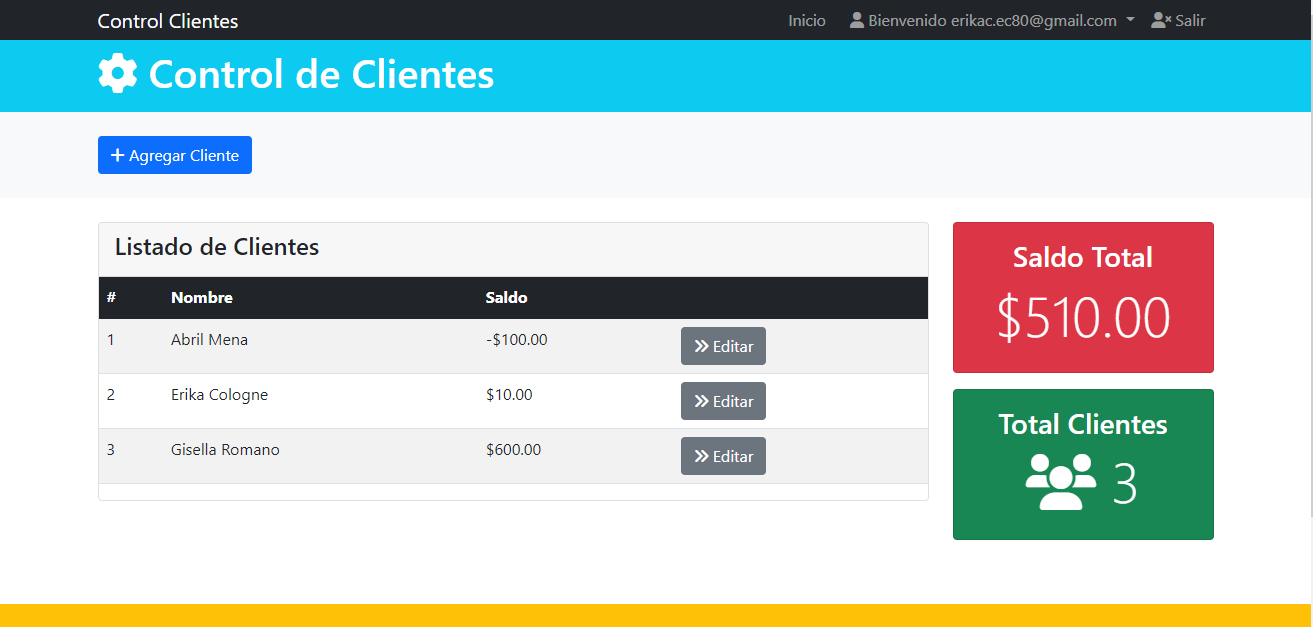 Control Clientes Inicio Bienvenido erikac.ec80@gmail.com Salir
Control de Clientes
Agregar Cliente
Listado de Clientes
# Nombre Saldo
1 Abril Mena -$100.00 Editar
2 Erika Cologne $10.00 Editar
3 Gisella Romano $600.00 Editar
Saldo Total
$510.00
Total Clientes
3